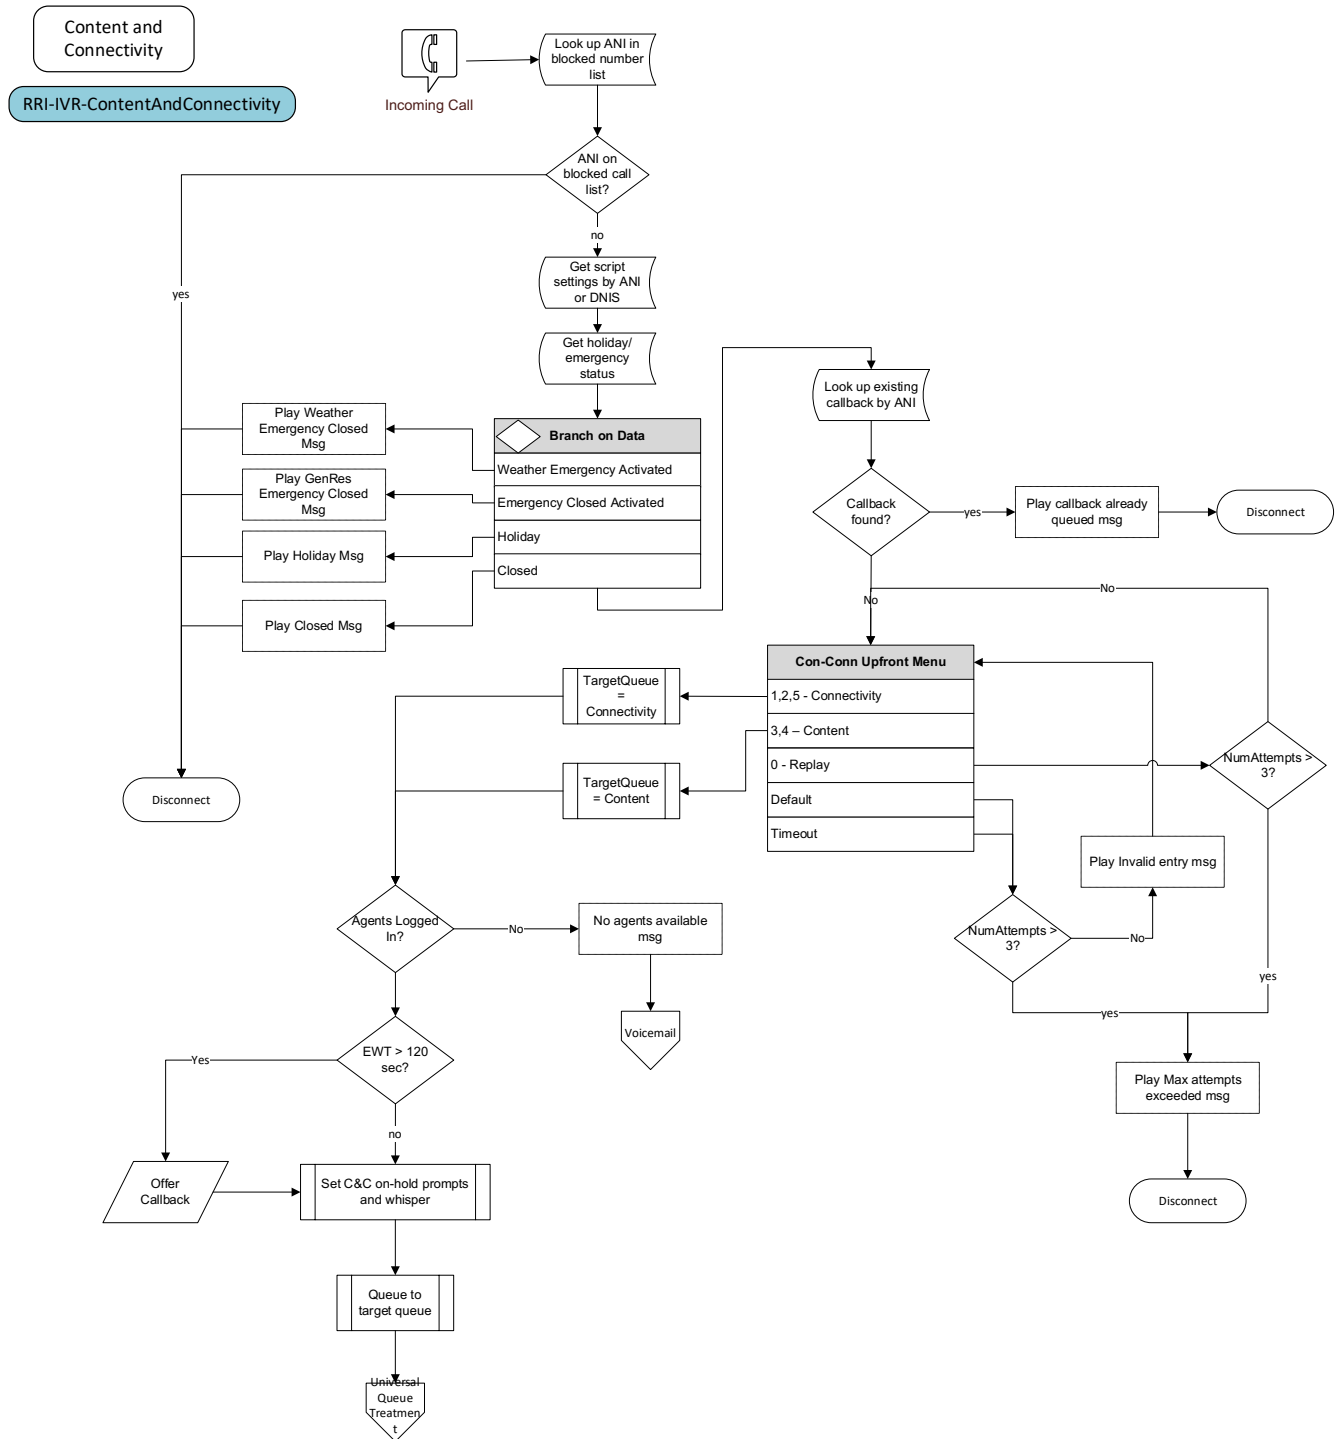 Content and
Connectivity
RRI-IVR-ContentAndConnectivity
Incoming Call
Look up ANI in
blocked number
list
ANI on
blocked call
list?
yes
no
Get script
settings by ANI
or DNIS
Get holiday/
emergency
status
Branch on Data
Weather Emergency Activated
Emergency Closed Activated
Holiday
Closed
Play Weather
Emergency Closed
Msg
Play GenRes
Emergency Closed
Msg
Play Holiday Msg
Play Closed Msg
Disconnect
Look up existing
callback by ANI
Callback
found?
yes
Play callback already
queued msg
Disconnect
No
No
Con-Conn Upfront Menu
1,2,5 - Connectivity
3,4 – Content
0 - Replay
Default
Timeout
TargetQueue
=
Connectivity
TargetQueue
= Content
NumAttempts >
3?
Play Invalid entry msg
NumAttempts >
3?
No
yes
yes
Play Max attempts
exceeded msg
Disconnect
Agents Logged
In?
No
No agents available
msg
Voicemail
EWT > 120
sec?
Yes
no
Offer
Callback
Set C&C on-hold prompts
and whisper
Queue to
target queue
Universal
Queue
Treatmen
t